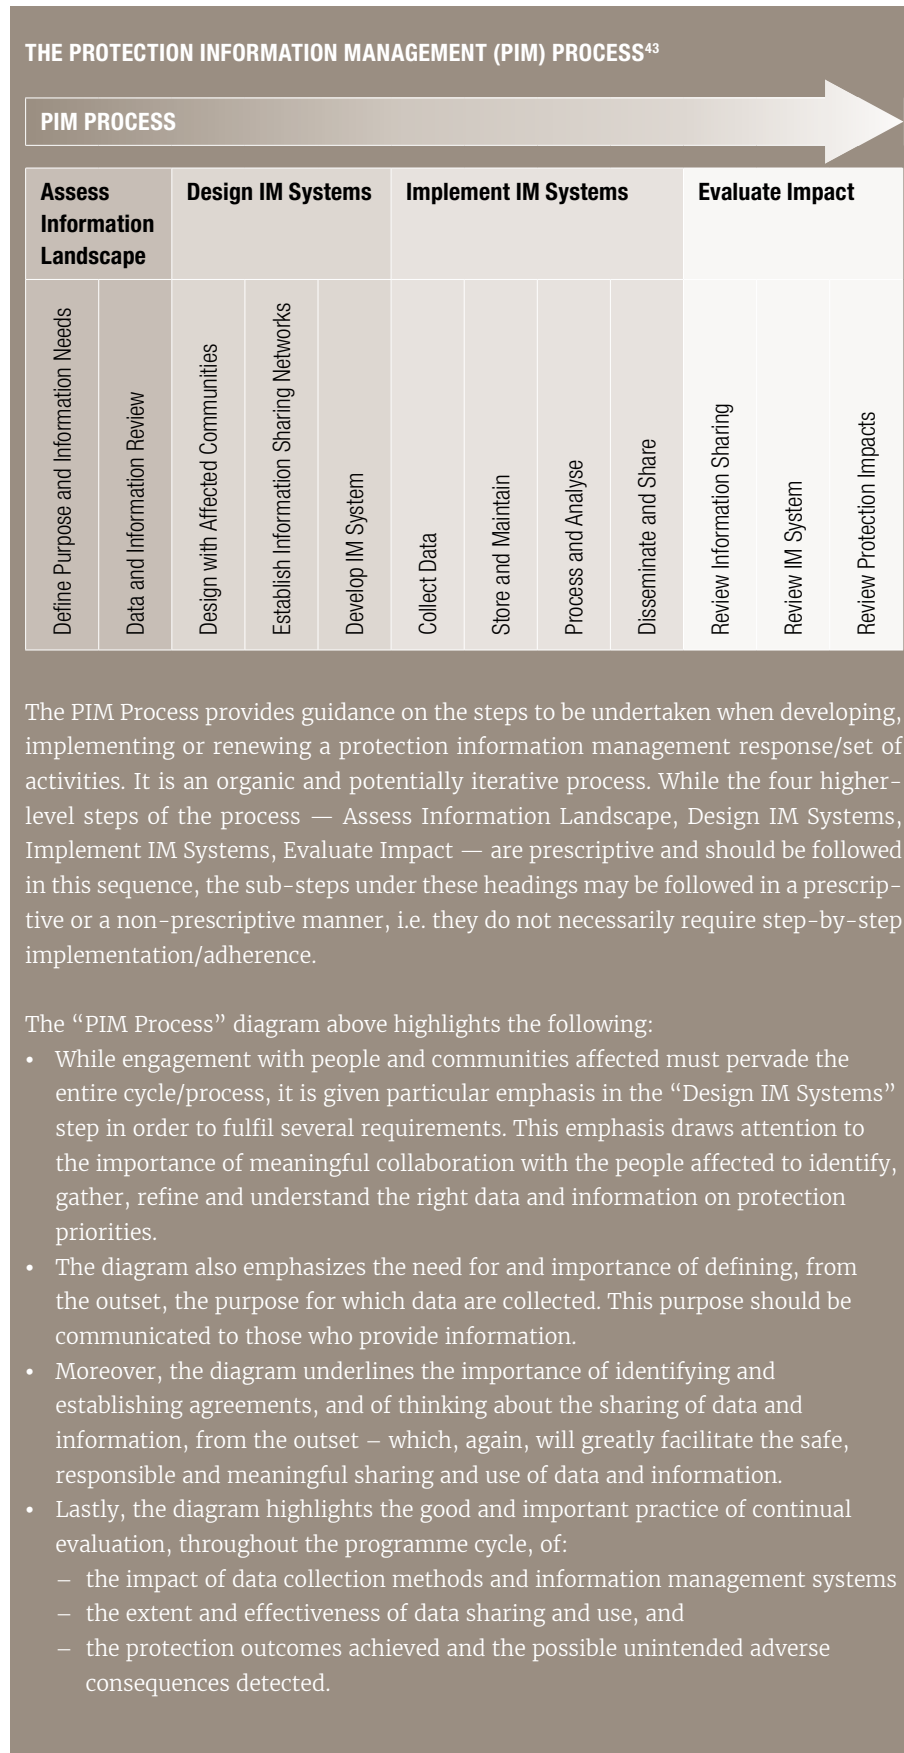 THE PROTECTION INFORMATION MANAGEMENT (PIM) PROCESS43
PIM PROCESS
Assess
Information
Landscape
Design IM Systems
Implement IM Systems
Evaluate Impact
Define Purpose and Information Needs
Data and Information Review
Design with Affected Communities
Establish Information Sharing Networks
Develop IM System
Collect Data
Store and Maintain
Process and Analyse
Disseminate and Share
Review Information Sharing
Review IM System
Review Protection Impacts
The PIM Process provides guidance on the steps to be undertaken when developing,
implementing or renewing a protection information management response/set of
activities. It is an organic and potentially iterative process. While the four higher-
level steps of the process — Assess Information Landscape, Design IM Systems,
Implement IM Systems, Evaluate Impact — are prescriptive and should be followed
in this sequence, the sub-steps under these headings may be followed in a prescrip-
tive or a non-prescriptive manner, i.e. they do not necessarily require step-by-step
implementation/adherence.
The “PIM Process” diagram above highlights the following:
• While engagement with people and communities affected must pervade the
entire cycle/process, it is given particular emphasis in the “Design IM Systems”
step in order to fulfil several requirements. This emphasis draws attention to
the importance of meaningful collaboration with the people affected to identify,
gather, refine and understand the right data and information on protection
priorities.
• The diagram also emphasizes the need for and importance of defining, from
the outset, the purpose for which data are collected. This purpose should be
communicated to those who provide information.
• Moreover, the diagram underlines the importance of identifying and
establishing agreements, and of thinking about the sharing of data and
information, from the outset – which, again, will greatly facilitate the safe,
responsible and meaningful sharing and use of data and information.
• Lastly, the diagram highlights the good and important practice of continual
evaluation, throughout the programme cycle, of:
– the impact of data collection methods and information management systems
– the extent and effectiveness of data sharing and use, and
– the protection outcomes achieved and the possible unintended adverse
consequences detected.